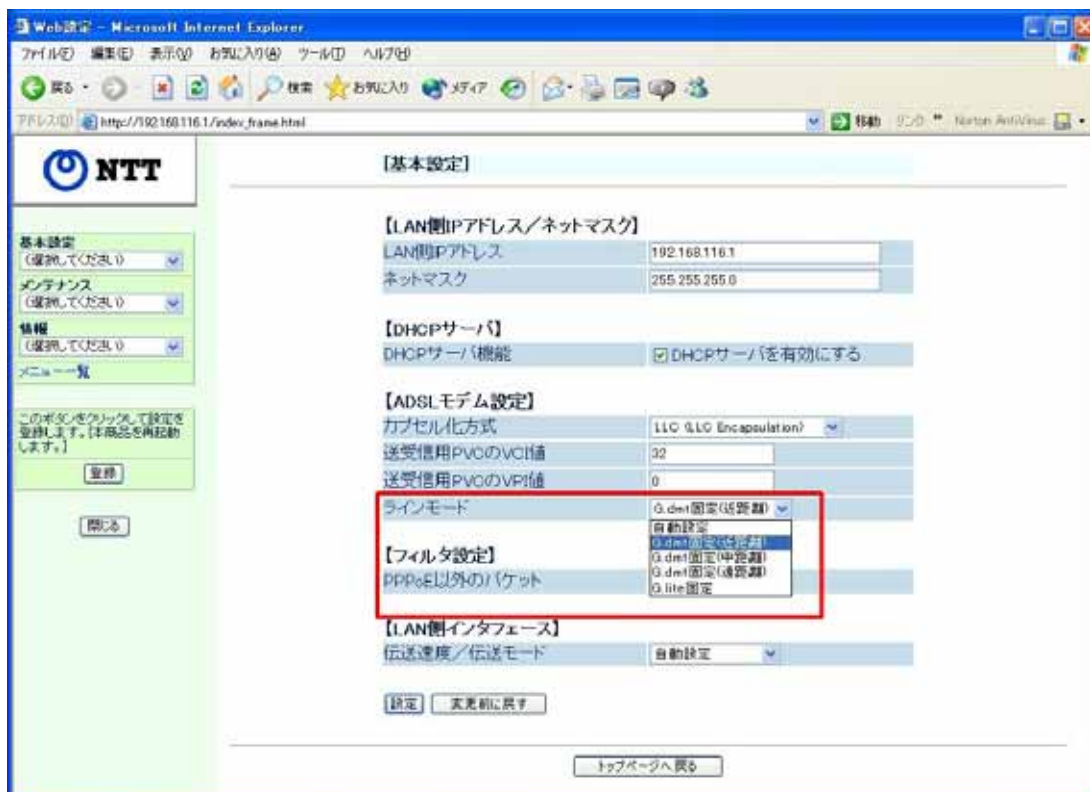 Web設定 - Microsoft Internet Explorer
ファイル(F) 編集(E) 表示(V) お気に入り(A) ツール(T) ヘルプ(H)
戻る 検索 お気に入り メディア
アドレス(D) http://192.168.116.1/index_frame.html 移動 リンク Norton AntiVirus
NTT
基本設定
(選択してください)
メンテナンス
(選択してください)
情報
(選択してください)
メニュー一覧
このボタンをクリックして設定を
登録します。[本商品を再起動
します。]
登録
閉じる
[基本設定]
【LAN側IPアドレス／ネットマスク】
LAN側IPアドレス 192.168.116.1
ネットマスク 255.255.255.0
【DHCPサーバ】
DHCPサーバ機能 DHCPサーバを有効にする
【ADSLモデム設定】
カプセル化方式 LLC (LLC Encapsulation)
送受信用PVCのVCI値 32
送受信用PVCのVPI値 0
ラインモード G.dmt固定(近距離)
自動設定
G.dmt固定(近距離)
G.dmt固定(中距離)
G.dmt固定(遠距離)
G.lite固定
【フィルタ設定】
PPPoE以外のパケット
【LAN側インタフェース】
伝送速度／伝送モード 自動設定
設定 変更前に戻す
トップページへ戻る